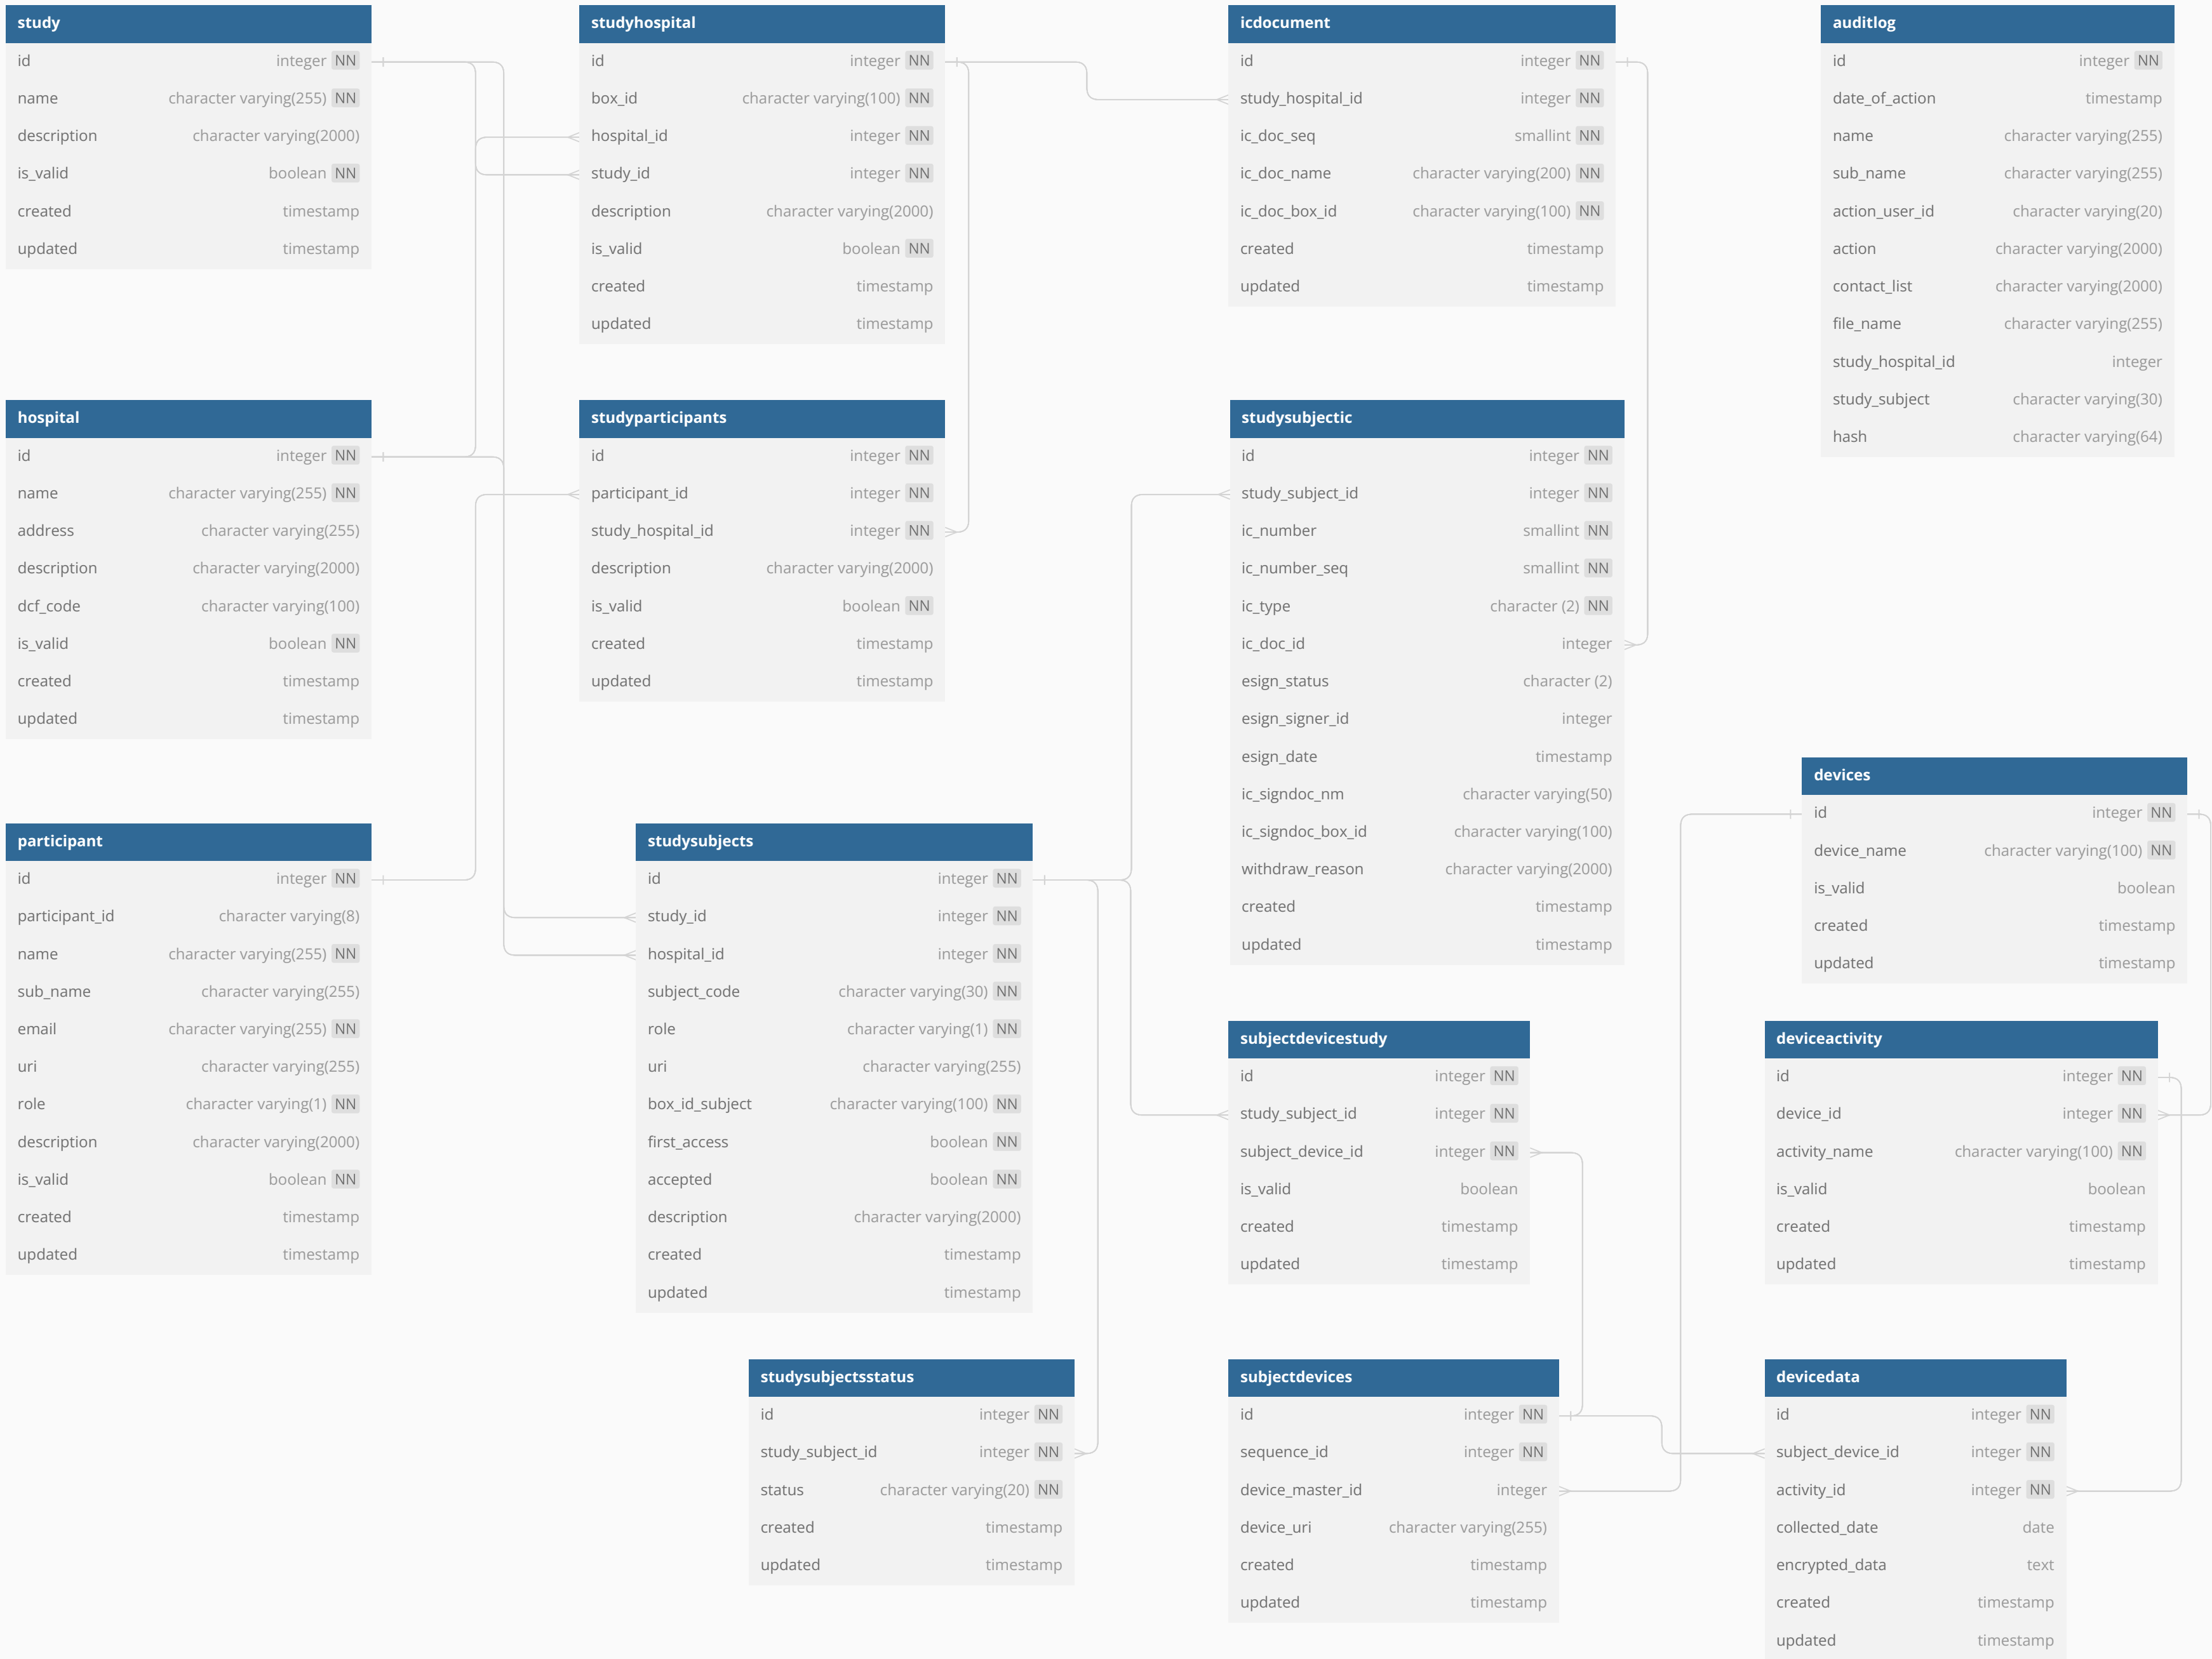 study
id integer NN
name character varying(255) NN
description character varying(2000)
is_valid boolean NN
created timestamp
updated timestamp
studyhospital
id integer NN
box_id character varying(100) NN
hospital_id integer NN
study_id integer NN
description character varying(2000)
is_valid boolean NN
created timestamp
updated timestamp
icdocument
id integer NN
study_hospital_id integer NN
ic_doc_seq smallint NN
ic_doc_name character varying(200) NN
ic_doc_box_id character varying(100) NN
created timestamp
updated timestamp
auditlog
id integer NN
date_of_action timestamp
name character varying(255)
sub_name character varying(255)
action_user_id character varying(20)
action character varying(2000)
contact_list character varying(2000)
file_name character varying(255)
study_hospital_id integer
study_subject character varying(30)
hash character varying(64)
hospital
id integer NN
name character varying(255) NN
address character varying(255)
description character varying(2000)
dcf_code character varying(100)
is_valid boolean NN
created timestamp
updated timestamp
studyparticipants
id integer NN
participant_id integer NN
study_hospital_id integer NN
description character varying(2000)
is_valid boolean NN
created timestamp
updated timestamp
studysubjectic
id integer NN
study_subject_id integer NN
ic_number smallint NN
ic_number_seq smallint NN
ic_type character (2) NN
ic_doc_id integer
esign_status character (2)
esign_signer_id integer
esign_date timestamp
ic_signdoc_nm character varying(50)
ic_signdoc_box_id character varying(100)
withdraw_reason character varying(2000)
created timestamp
updated timestamp
devices
id integer NN
device_name character varying(100) NN
is_valid boolean
created timestamp
updated timestamp
participant
id integer NN
participant_id character varying(8)
name character varying(255) NN
sub_name character varying(255)
email character varying(255) NN
uri character varying(255)
role character varying(1) NN
description character varying(2000)
is_valid boolean NN
created timestamp
updated timestamp
studysubjects
id integer NN
study_id integer NN
hospital_id integer NN
subject_code character varying(30) NN
role character varying(1) NN
uri character varying(255)
box_id_subject character varying(100) NN
first_access boolean NN
accepted boolean NN
description character varying(2000)
created timestamp
updated timestamp
subjectdevicestudy
id integer NN
study_subject_id integer NN
subject_device_id integer NN
is_valid boolean
created timestamp
updated timestamp
deviceactivity
id integer NN
device_id integer NN
activity_name character varying(100) NN
is_valid boolean
created timestamp
updated timestamp
studysubjectsstatus
id integer NN
study_subject_id integer NN
status character varying(20) NN
created timestamp
updated timestamp
subjectdevices
id integer NN
sequence_id integer NN
device_master_id integer
device_uri character varying(255)
created timestamp
updated timestamp
devicedata
id integer NN
subject_device_id integer NN
activity_id integer NN
collected_date date
encrypted_data text
created timestamp
updated timestamp